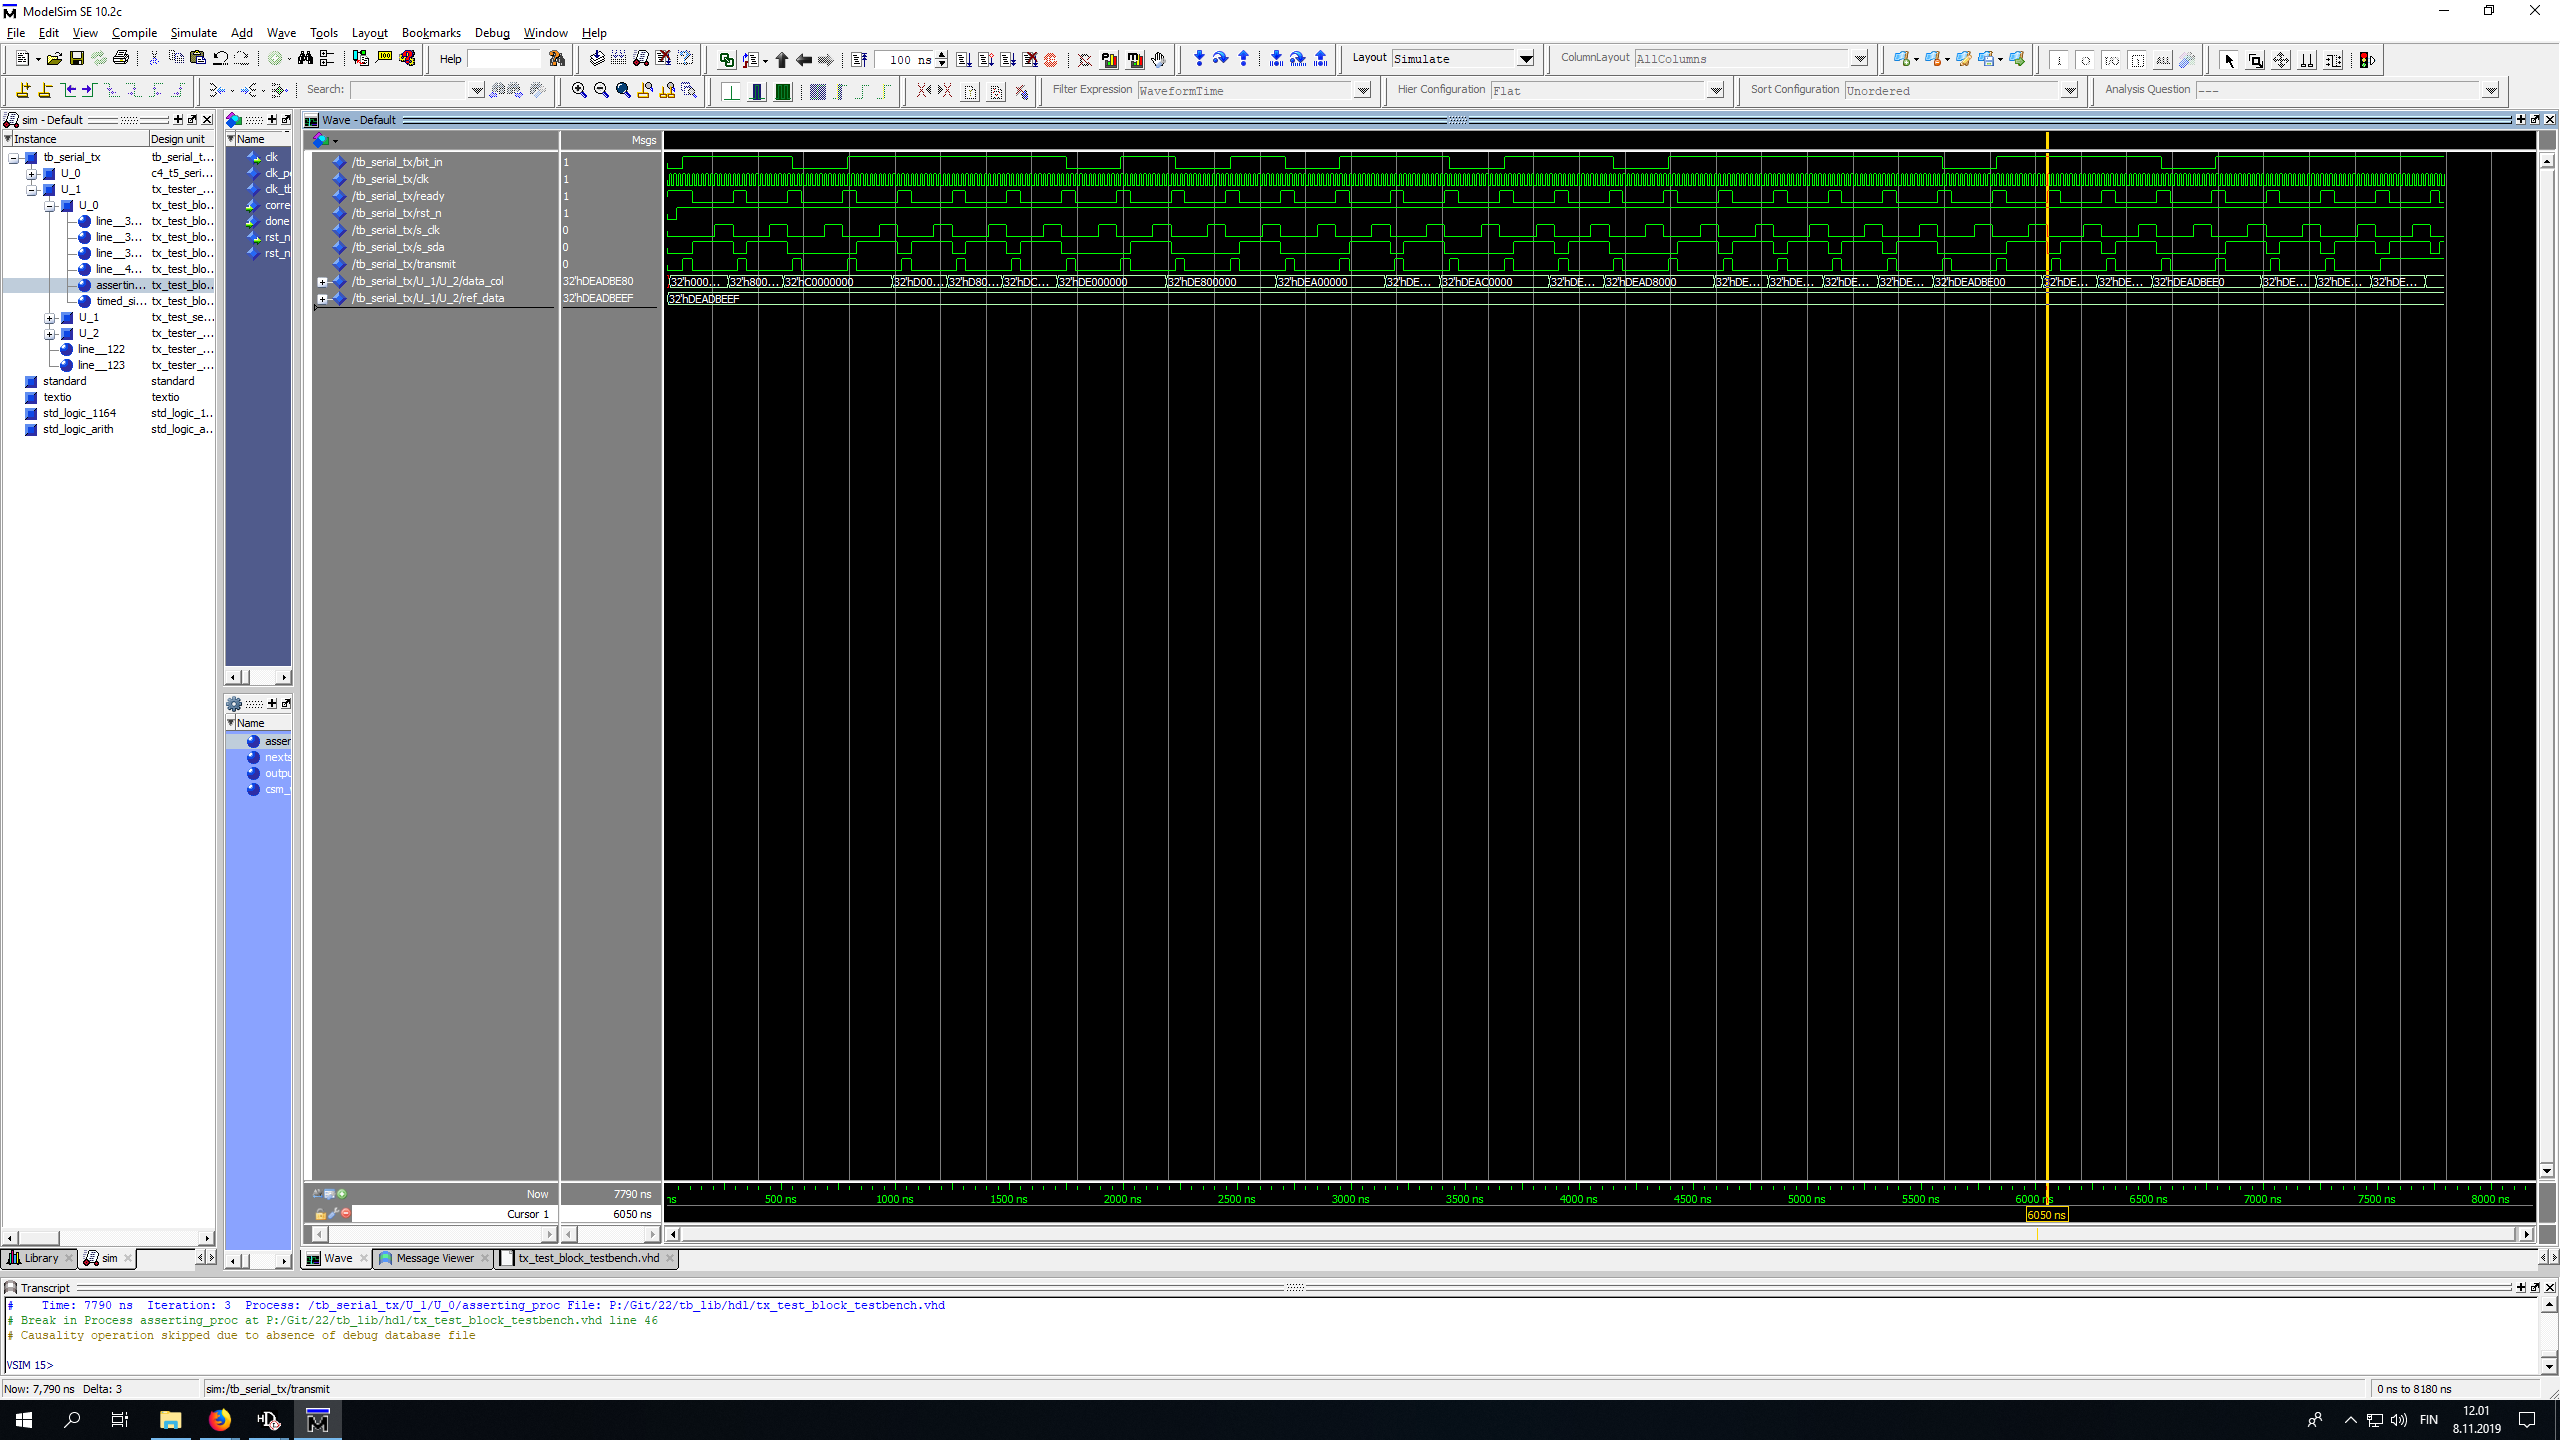 ModelSim SE 10.2c
File Edit View Compile Simulate Add Wave Tools Layout Bookmarks Debug Window Help
Help 100 ns Layout Simulate ColumnLayout AllColumns
Search: Filter Expression WaveformTime Hier Configuration Flat Sort Configuration Unordered Analysis Question ---
sim - Default
Instance Design unit
tb_serial_tx tb_serial_t...
U_0 c4_t5_seri...
U_1 tx_tester_...
U_0 tx_test_blo...
line__3... tx_test_blo...
line__3... tx_test_blo...
line__3... tx_test_blo...
line__4... tx_test_blo...
assertin... tx_test_blo...
timed_si... tx_test_blo...
U_1 tx_test_se...
U_2 tx_tester_...
line__122 tx_tester_...
line__123 tx_tester_...
standard standard
textio textio
std_logic_1164 std_logic_1...
std_logic_arith std_logic_a...
Library sim
Name
clk
clk_p
clk_tb
corre
done
rst_n
rst_n
Name
asser
nexts
outpu
csm_
Wave - Default
Msgs
/tb_serial_tx/bit_in 1
/tb_serial_tx/clk 1
/tb_serial_tx/ready 1
/tb_serial_tx/rst_n 1
/tb_serial_tx/s_clk 0
/tb_serial_tx/s_sda 0
/tb_serial_tx/transmit 0
/tb_serial_tx/U_1/U_2/data_col 32'hDEADBE80 32'h000... 32'h800... 32'hC0000000 32'hD00... 32'hD80... 32'hDC... 32'hDE000000 32'hDE800000 32'hDEA00000 32'hDE... 32'hDEAC0000 32'hDE... 32'hDEAD8000 32'hDE... 32'hDE... 32'hDE... 32'hDE... 32'hDEADBE00 32'hDE... 32'hDE... 32'hDEADBEE0 32'hDE... 32'hDE... 32'hDE...
/tb_serial_tx/U_1/U_2/ref_data 32'hDEADBEEF 32'hDEADBEEF
Now 7790 ns ns 500 ns 1000 ns 1500 ns 2000 ns 2500 ns 3000 ns 3500 ns 4000 ns 4500 ns 5000 ns 5500 ns 6000 ns 6500 ns 7000 ns 7500 ns 8000 ns
Cursor 1 6050 ns 6050 ns
Wave Message Viewer tx_test_block_testbench.vhd
Transcript
# Time: 7790 ns Iteration: 3 Process: /tb_serial_tx/U_1/U_0/asserting_proc File: P:/Git/22/tb_lib/hdl/tx_test_block_testbench.vhd
# Break in Process asserting_proc at P:/Git/22/tb_lib/hdl/tx_test_block_testbench.vhd line 46
# Causality operation skipped due to absence of debug database file
VSIM 15>
Now: 7,790 ns Delta: 3 sim:/tb_serial_tx/transmit 0 ns to 8180 ns
FIN 12.01
8.11.2019